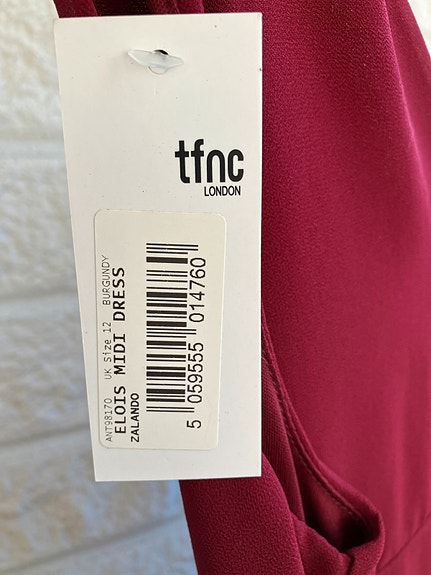 tfnc
LONDON
ANT98170 UK Size 12 BURGUNDY
ELOIS MIDI DRESS
ZALANDO
5 059555 014760